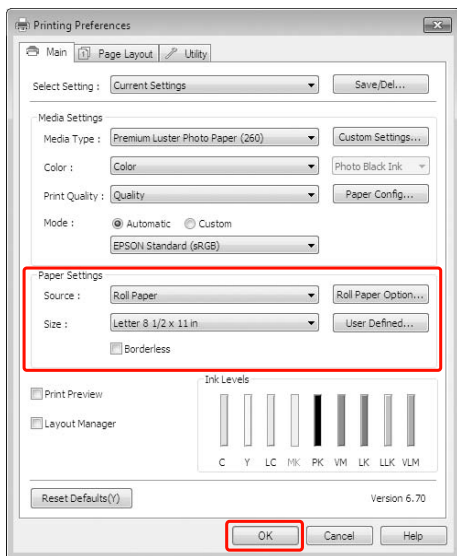 Printing Preferences
Main Page Layout Utility
Select Setting : Current Settings Save/Del...
Media Settings
Media Type : Premium Luster Photo Paper (260) Custom Settings...
Color : Color Photo Black Ink
Print Quality : Quality Paper Config...
Mode : Automatic Custom
EPSON Standard (sRGB)
Paper Settings
Source : Roll Paper Roll Paper Option...
Size : Letter 8 1/2 x 11 in User Defined...
Borderless
Ink Levels
Print Preview
Layout Manager
C Y LC MK PK VM LK LLK VLM
Reset Defaults(Y) Version 6.70
OK Cancel Help